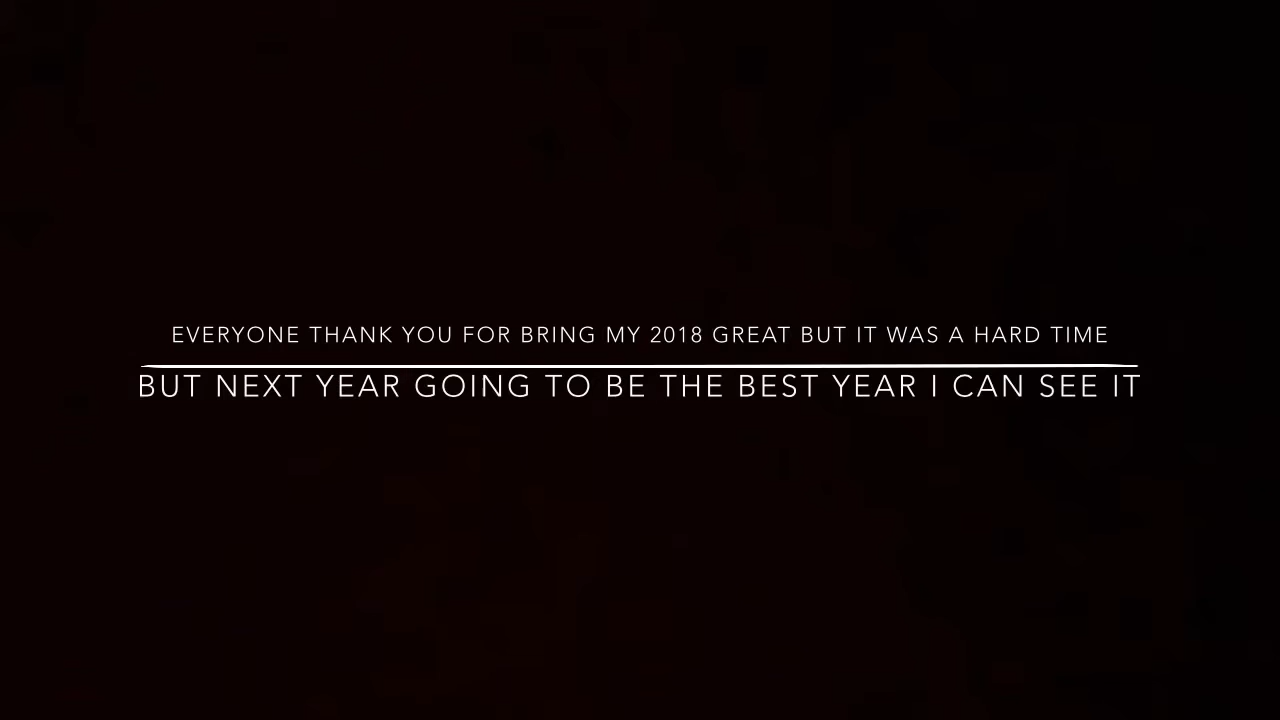 EVERYONE THANK YOU FOR BRING MY 2018 GREAT BUT IT WAS A HARD TIME
BUT NEXT YEAR GOING TO BE THE BEST YEAR I CAN SEE IT